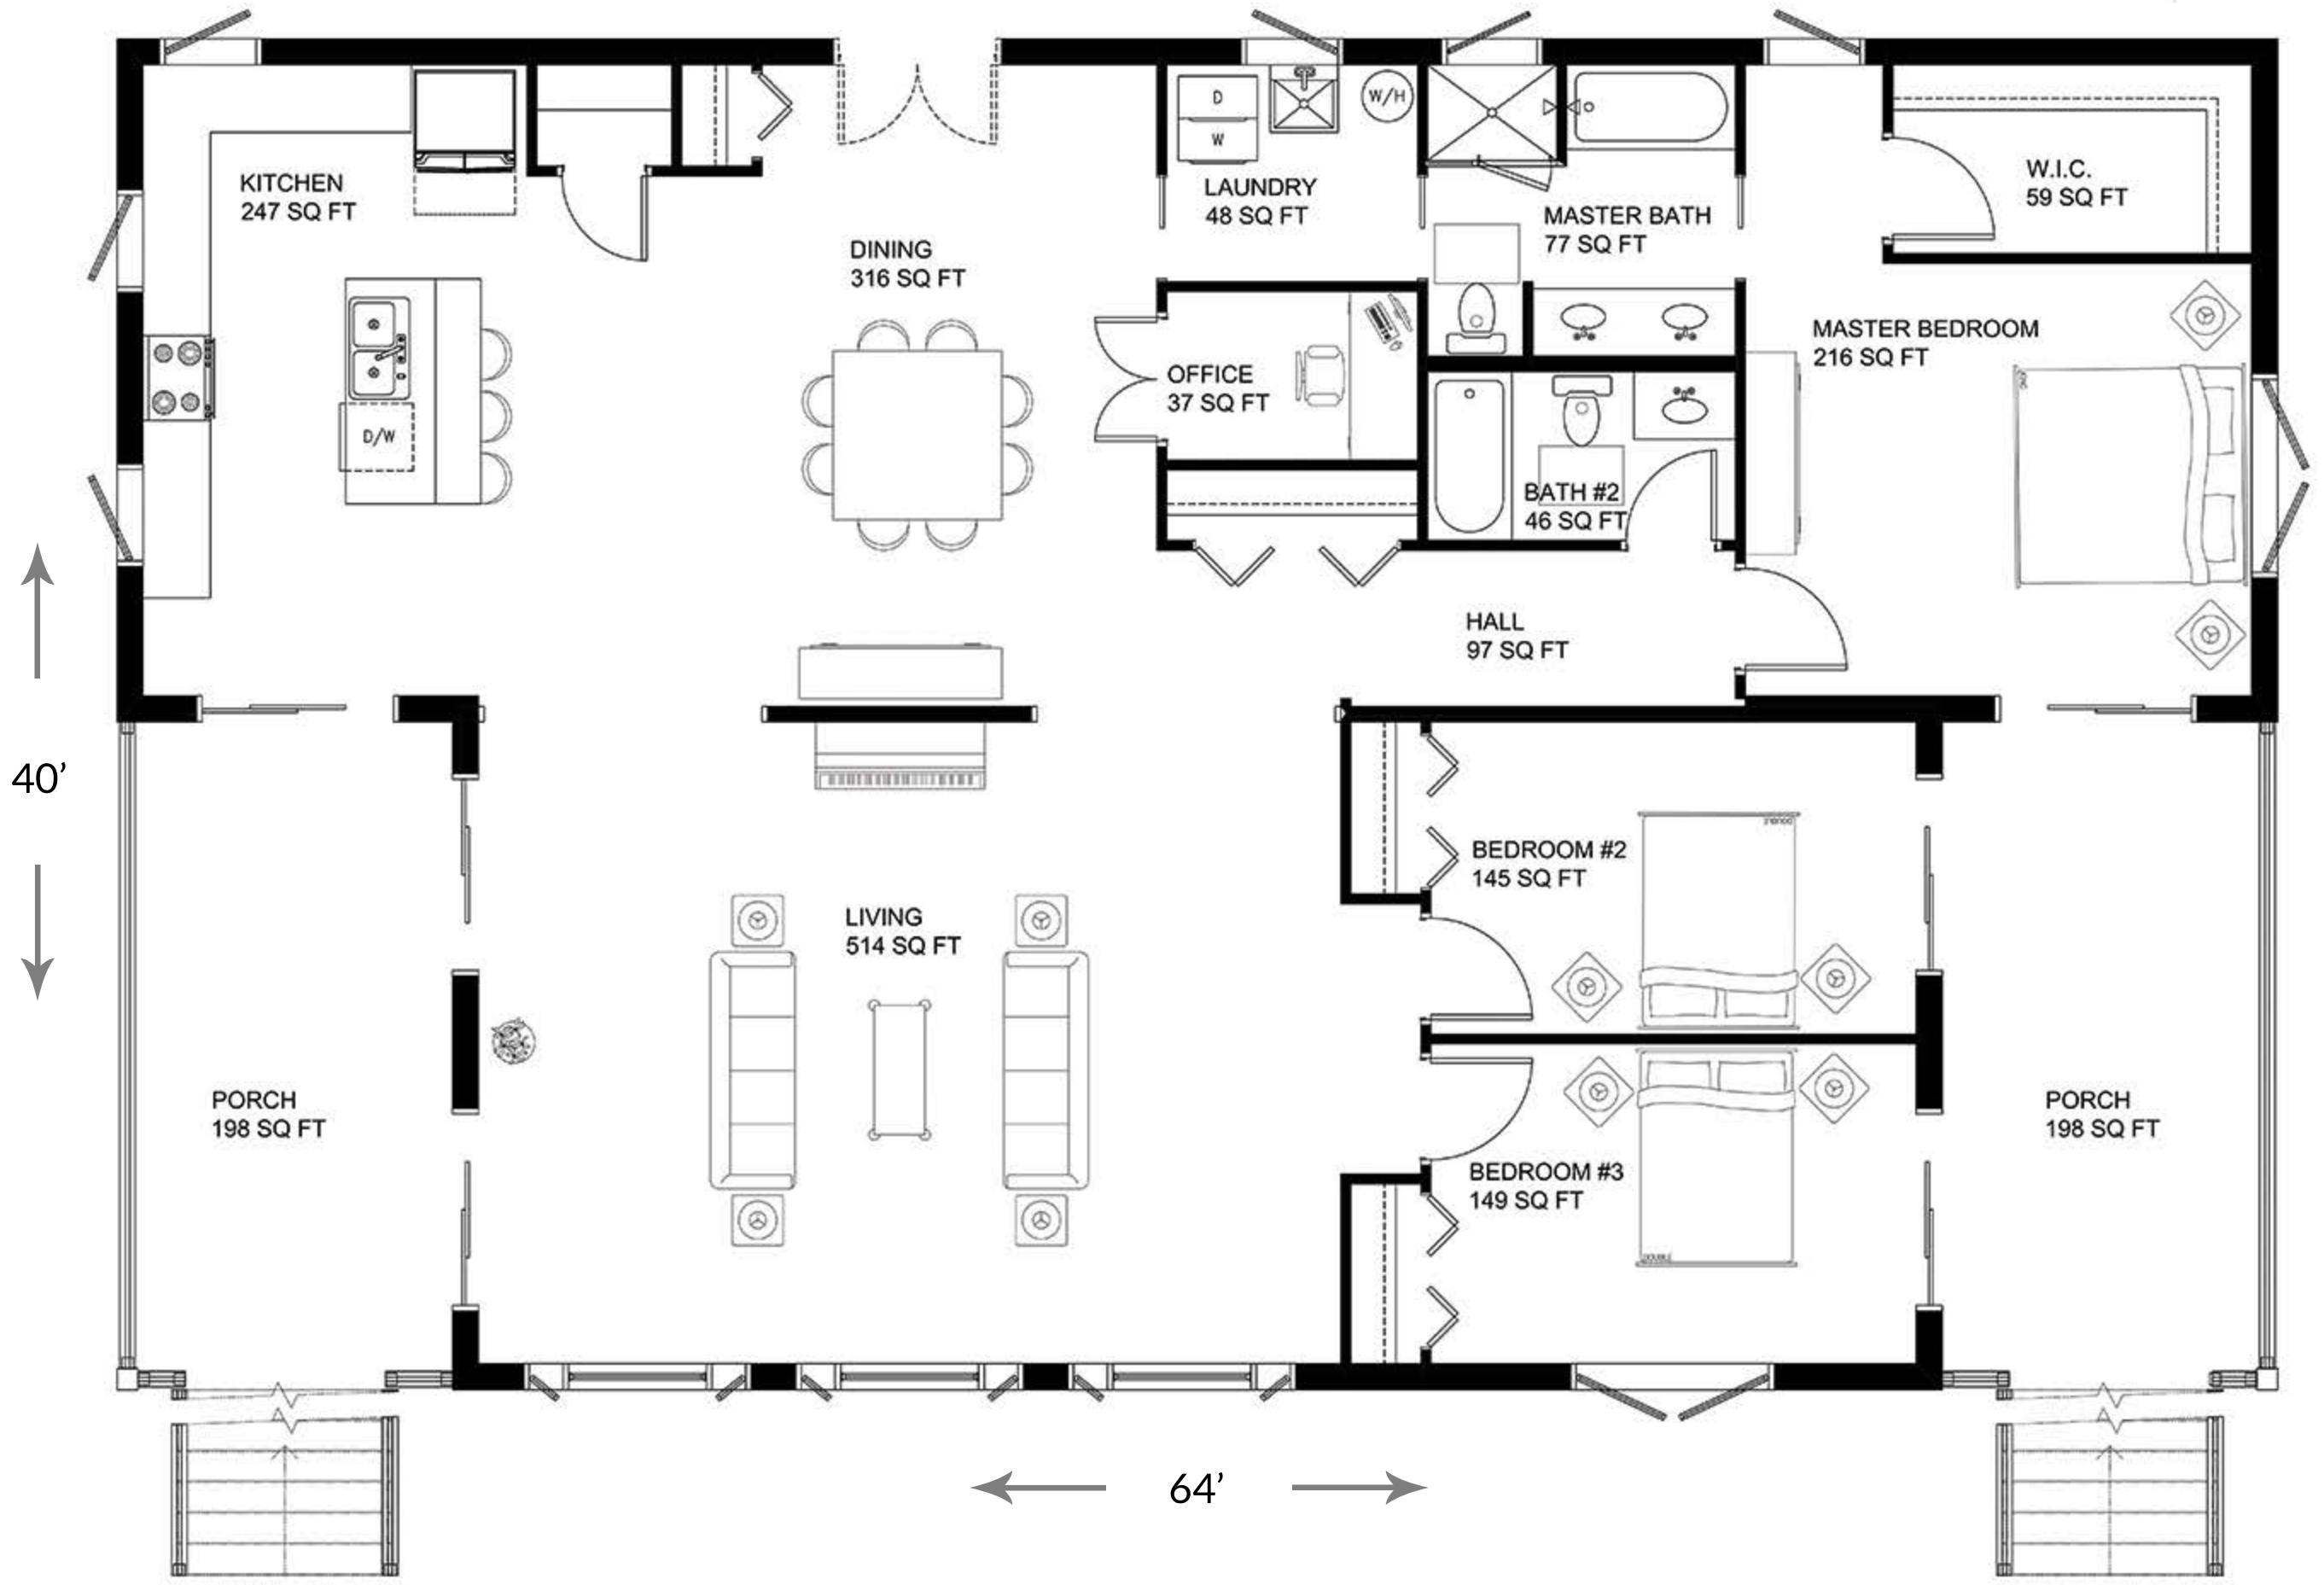 D
W
W/H
KITCHEN
247 SQ FT
LAUNDRY
48 SQ FT
MASTER BATH
77 SQ FT
W.I.C.
59 SQ FT
DINING
316 SQ FT
MASTER BEDROOM
216 SQ FT
OFFICE
37 SQ FT
D/W
BATH #2
46 SQ FT
HALL
97 SQ FT
40’
BEDROOM #2
145 SQ FT
LIVING
514 SQ FT
PORCH
198 SQ FT
PORCH
198 SQ FT
BEDROOM #3
149 SQ FT
DOUBLE
64’